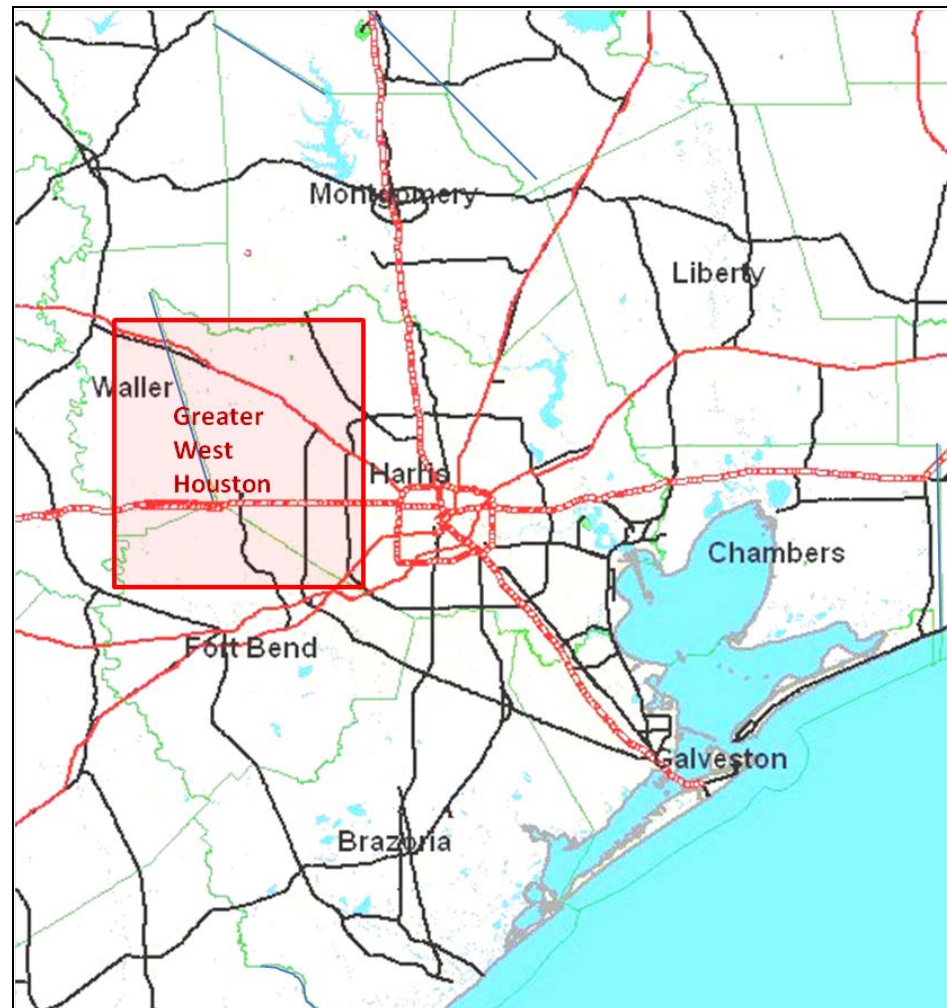 Montgomery
Liberty
Waller
Greater
West
Houston
Harris
Chambers
Fort Bend
Galveston
Brazoria